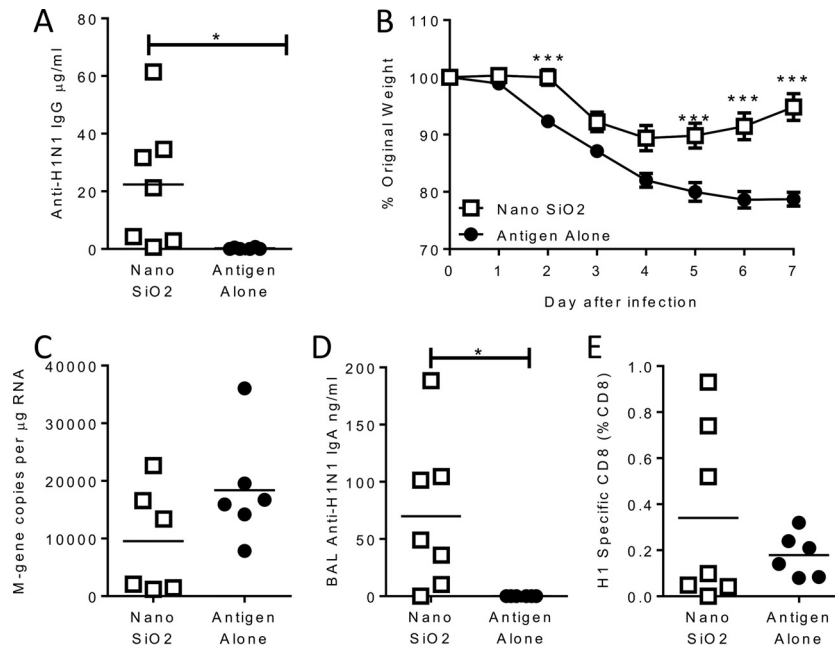 A
Anti-H1N1 IgG µg/ml
80
60
40
20
0
*
Nano
SiO2
Antigen
Alone
B
% Original Weight
110
100
90
80
70
***
***
***
***
Nano SiO2
Antigen Alone
0 1 2 3 4 5 6 7
Day after infection
C
M-gene copies per µg RNA
40000
30000
20000
10000
0
Nano
SiO2
Antigen
Alone
D
BAL Anti-H1N1 IgA ng/ml
200
150
100
50
0
*
Nano
SiO2
Antigen
Alone
E
H1 Specific CD8 (%CD8)
1.0
0.8
0.6
0.4
0.2
0.0
Nano
SiO2
Antigen
Alone